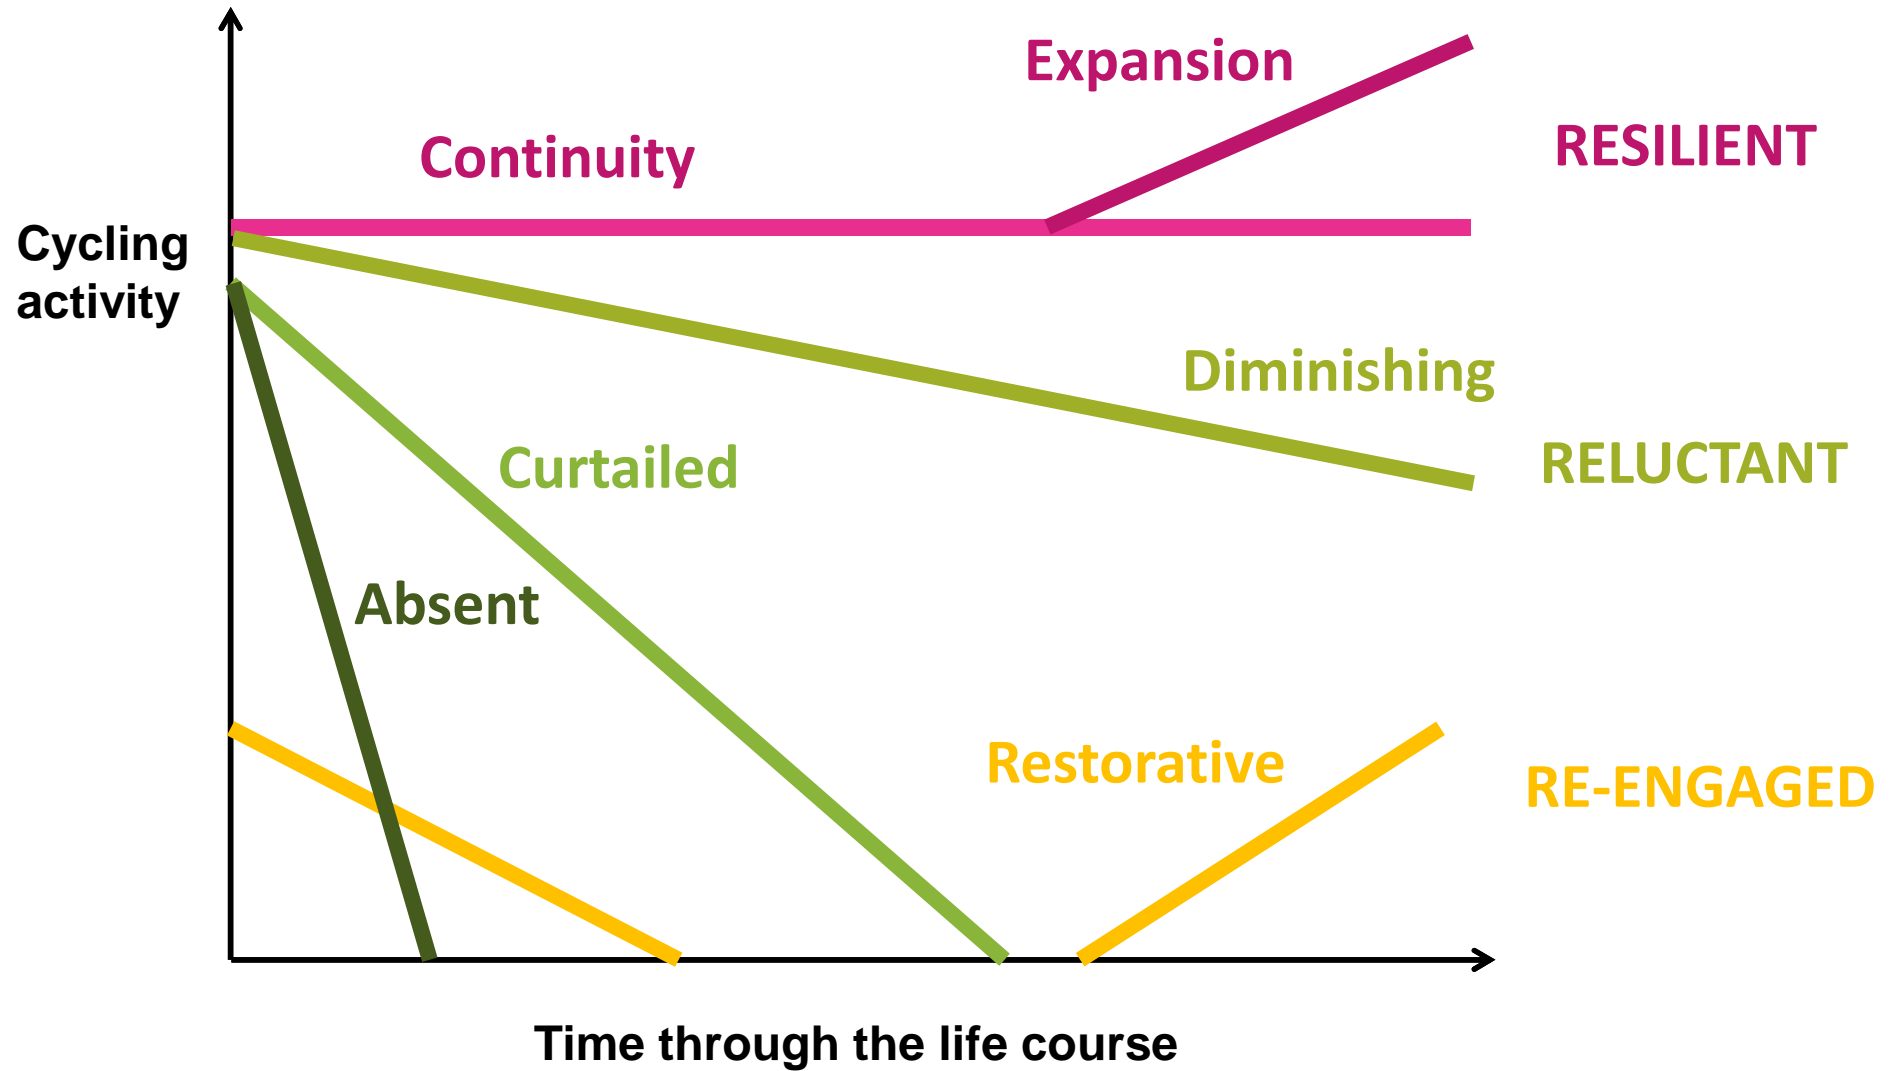 Expansion
RESILIENT
Continuity
Cycling
activity
Diminishing
RELUCTANT
Curtailed
Absent
Restorative
RE-ENGAGED
Time through the life course